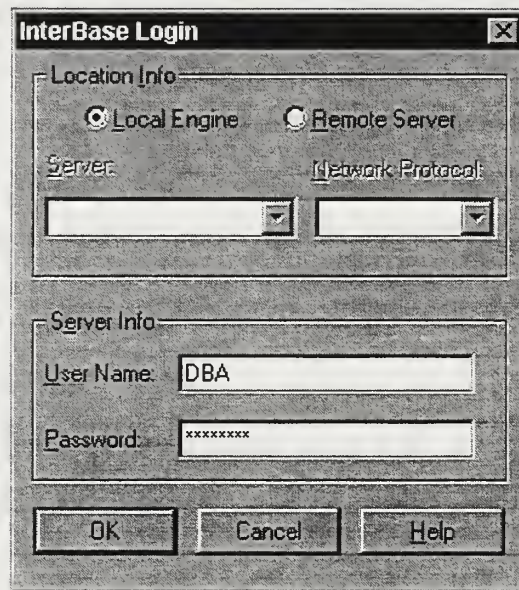 InterBase Login
Location Info
Local Engine Remote Server
Server: Network Protocol:
Server Info
User Name: DBA
Password: ********
OK Cancel Help